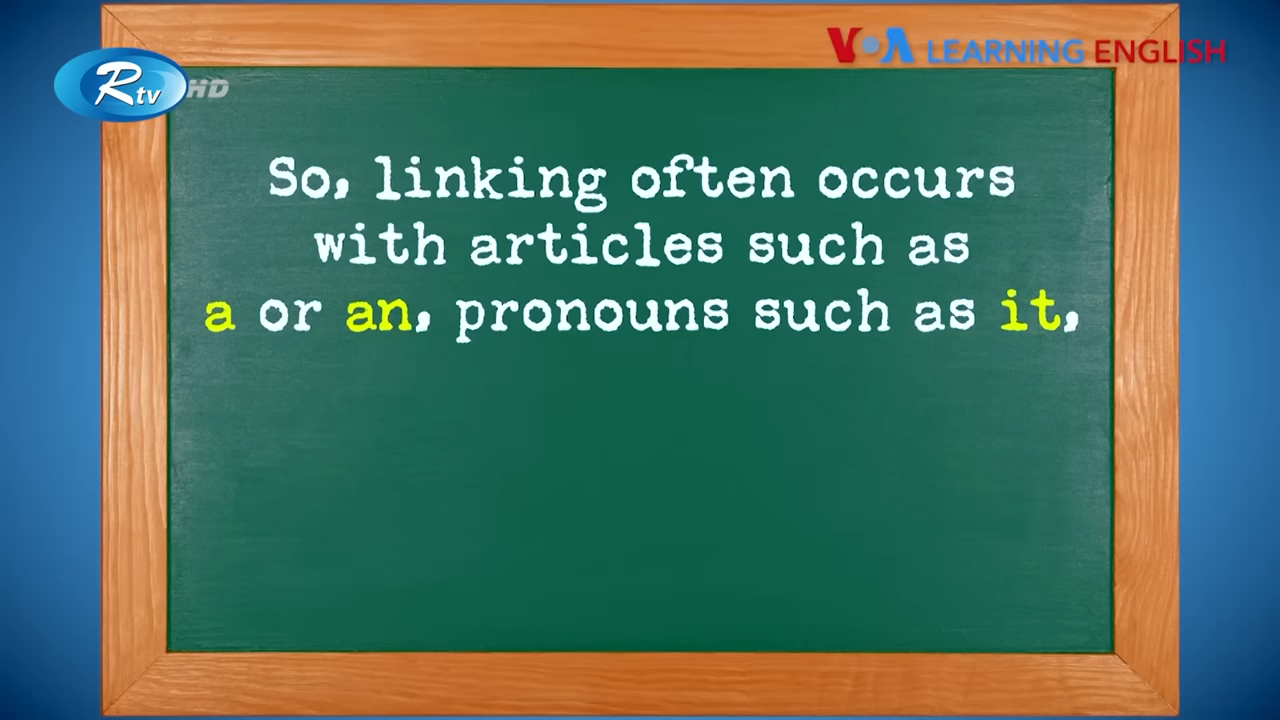 Rtv HD
VOA LEARNING ENGLISH
So, linking often occurs
with articles such as
a or an, pronouns such as it,